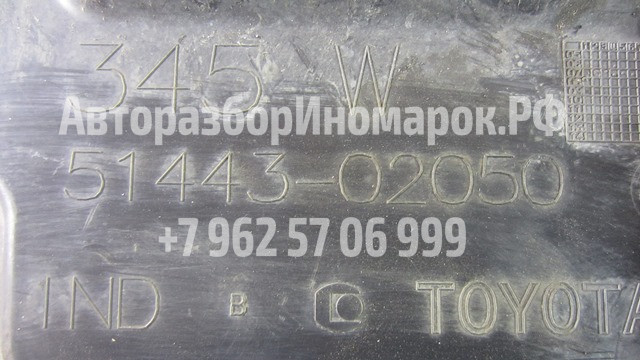 345 W
АвторазборИномарок.РФ
51443-02050
+7 962 57 06 999
IND B TOYOTA